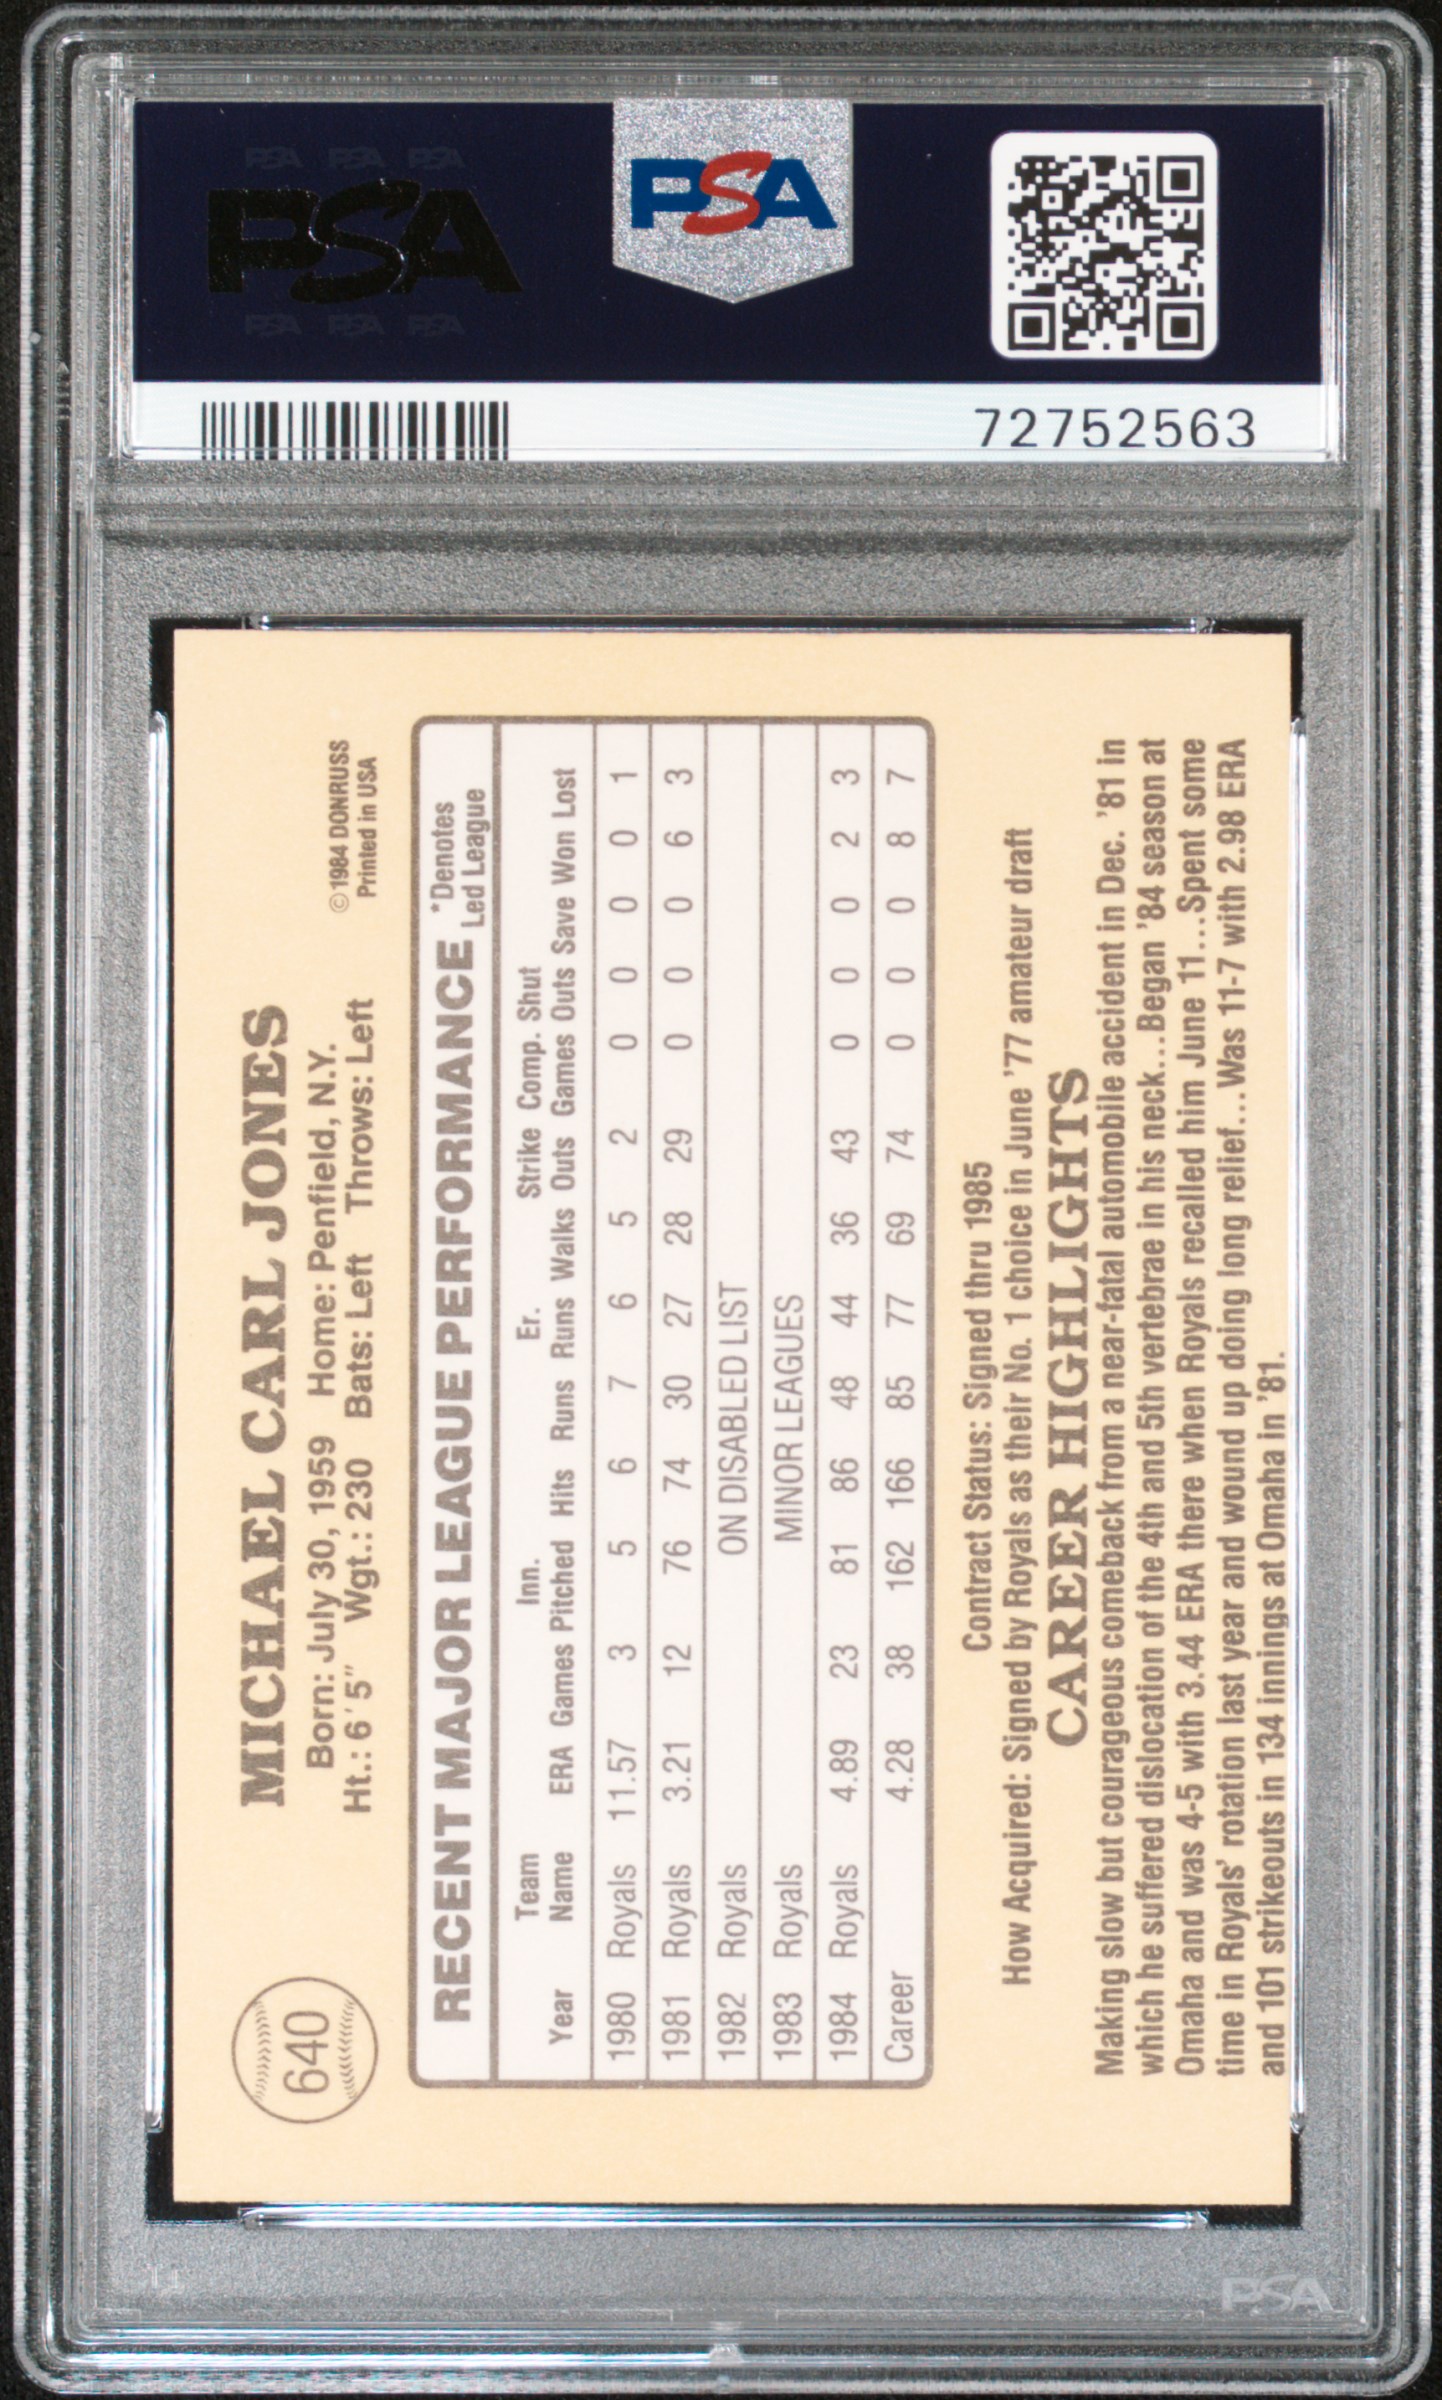 PSA PSA PSA
PSA
PSA PSA PSA
PSA
72752563
640
MICHAEL CARL JONES
Born: July 30, 1959 Home: Penfield, N.Y.
Ht.: 6'5" Wgt.: 230 Bats: Left Throws: Left
©1984 DONRUSS
Printed in USA
RECENT MAJOR LEAGUE PERFORMANCE
*Denotes
Led League
Team Inn. Er. Strike Comp. Shut
Year Name ERA Games Pitched Hits Runs Runs Walks Outs Games Outs Save Won Lost
1980 Royals 11.57 3 5 6 7 6 5 2 0 0 0 0 1
1981 Royals 3.21 12 76 74 30 27 28 29 0 0 0 6 3
1982 Royals ON DISABLED LIST
1983 Royals MINOR LEAGUES
1984 Royals 4.89 23 81 86 48 44 36 43 0 0 0 2 3
Career 4.28 38 162 166 85 77 69 74 0 0 0 8 7
Contract Status: Signed thru 1985
How Acquired: Signed by Royals as their No. 1 choice in June '77 amateur draft
CAREER HIGHLIGHTS
Making slow but courageous comeback from a near-fatal automobile accident in Dec. '81 in
which he suffered dislocation of the 4th and 5th vertebrae in his neck...Began '84 season at
Omaha and was 4-5 with 3.44 ERA there when Royals recalled him June 11...Spent some
time in Royals' rotation last year and wound up doing long relief...Was 11-7 with 2.98 ERA
and 101 strikeouts in 134 innings at Omaha in '81.
PSA